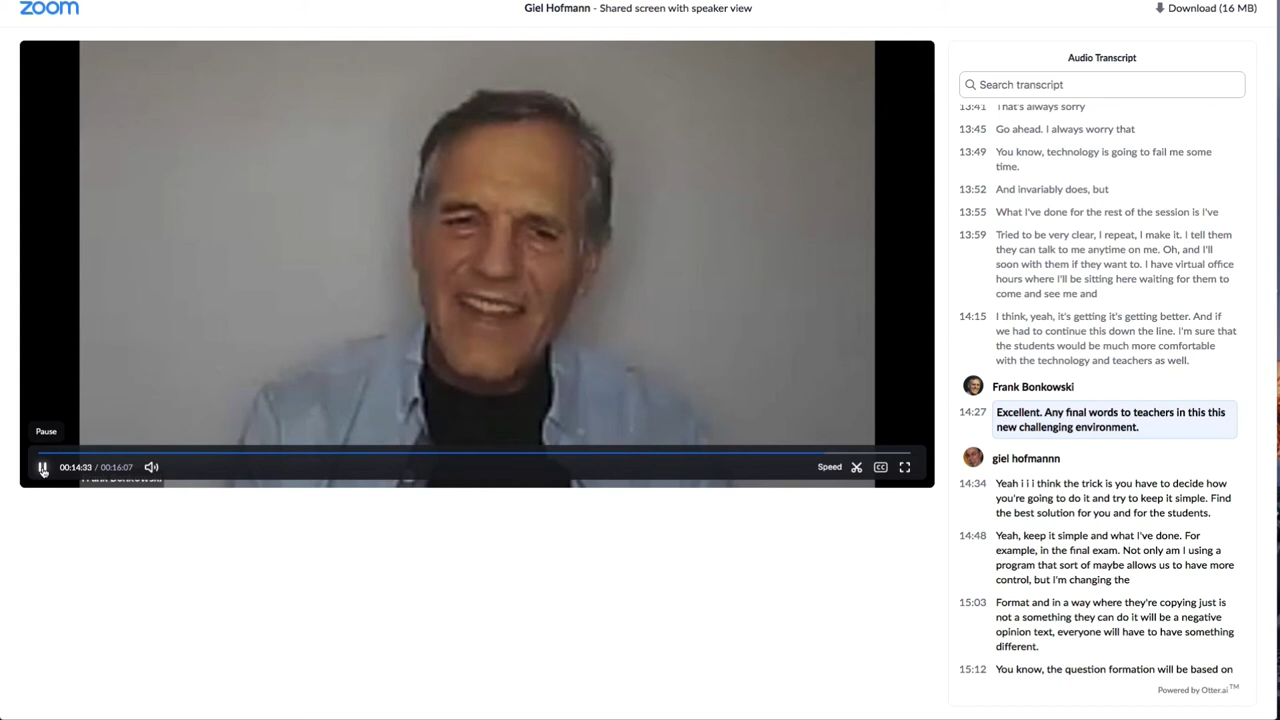 zoom
Giel Hofmann - Shared screen with speaker view
Download (16 MB)
Pause
00:14:33 / 00:16:07
Speed
CC
Frank Bonkowski
Audio Transcript
Search transcript
13:41 That's always sorry
13:45 Go ahead. I always worry that
13:49 You know, technology is going to fail me some
time.
13:52 And invariably does, but
13:55 What I've done for the rest of the session is I've
13:59 Tried to be very clear, I repeat, I make it. I tell them
they can talk to me anytime on me. Oh, and I'll
soon with them if they want to. I have virtual office
hours where I'll be sitting here waiting for them to
come and see me and
14:15 I think, yeah, it's getting it's getting better. And if
we had to continue this down the line. I'm sure that
the students would be much more comfortable
with the technology and teachers as well.
Frank Bonkowski
14:27 Excellent. Any final words to teachers in this this
new challenging environment.
giel hofmannn
14:34 Yeah i i i think the trick is you have to decide how
you're going to do it and try to keep it simple. Find
the best solution for you and for the students.
14:48 Yeah, keep it simple and what I've done. For
example, in the final exam. Not only am I using a
program that sort of maybe allows us to have more
control, but I'm changing the
15:03 Format and in a way where they're copying just is
not a something they can do it will be a negative
opinion text, everyone will have to have something
different.
15:12 You know, the question formation will be based on
Powered by Otter.ai™